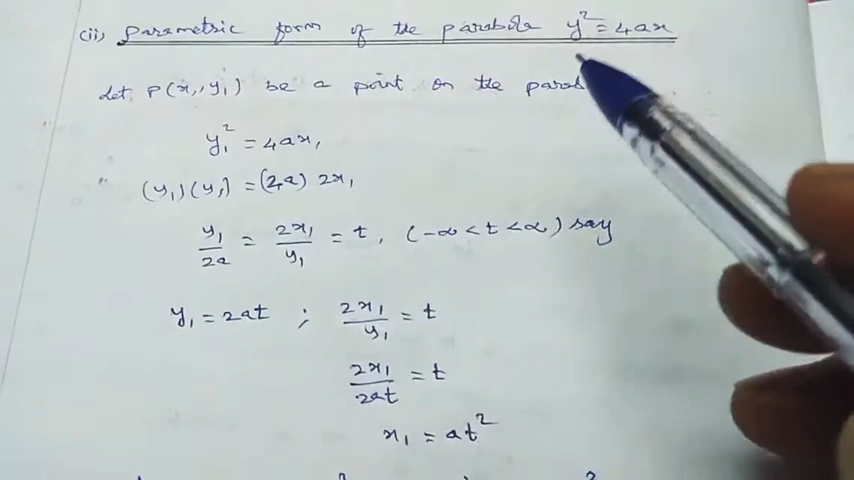 (ii) parametric form of the parabola y² = 4ax
Let P(x₁, y₁) be a point on the
y₁² = 4ax₁
(y₁)(y₁) = (2a) 2x₁
y₁/2a = 2x₁/y₁ = t, (-∝ < t < ∝) say
y₁ = 2at ; 2x₁/y₁ = t
2x₁/2at = t
x₁ = at²